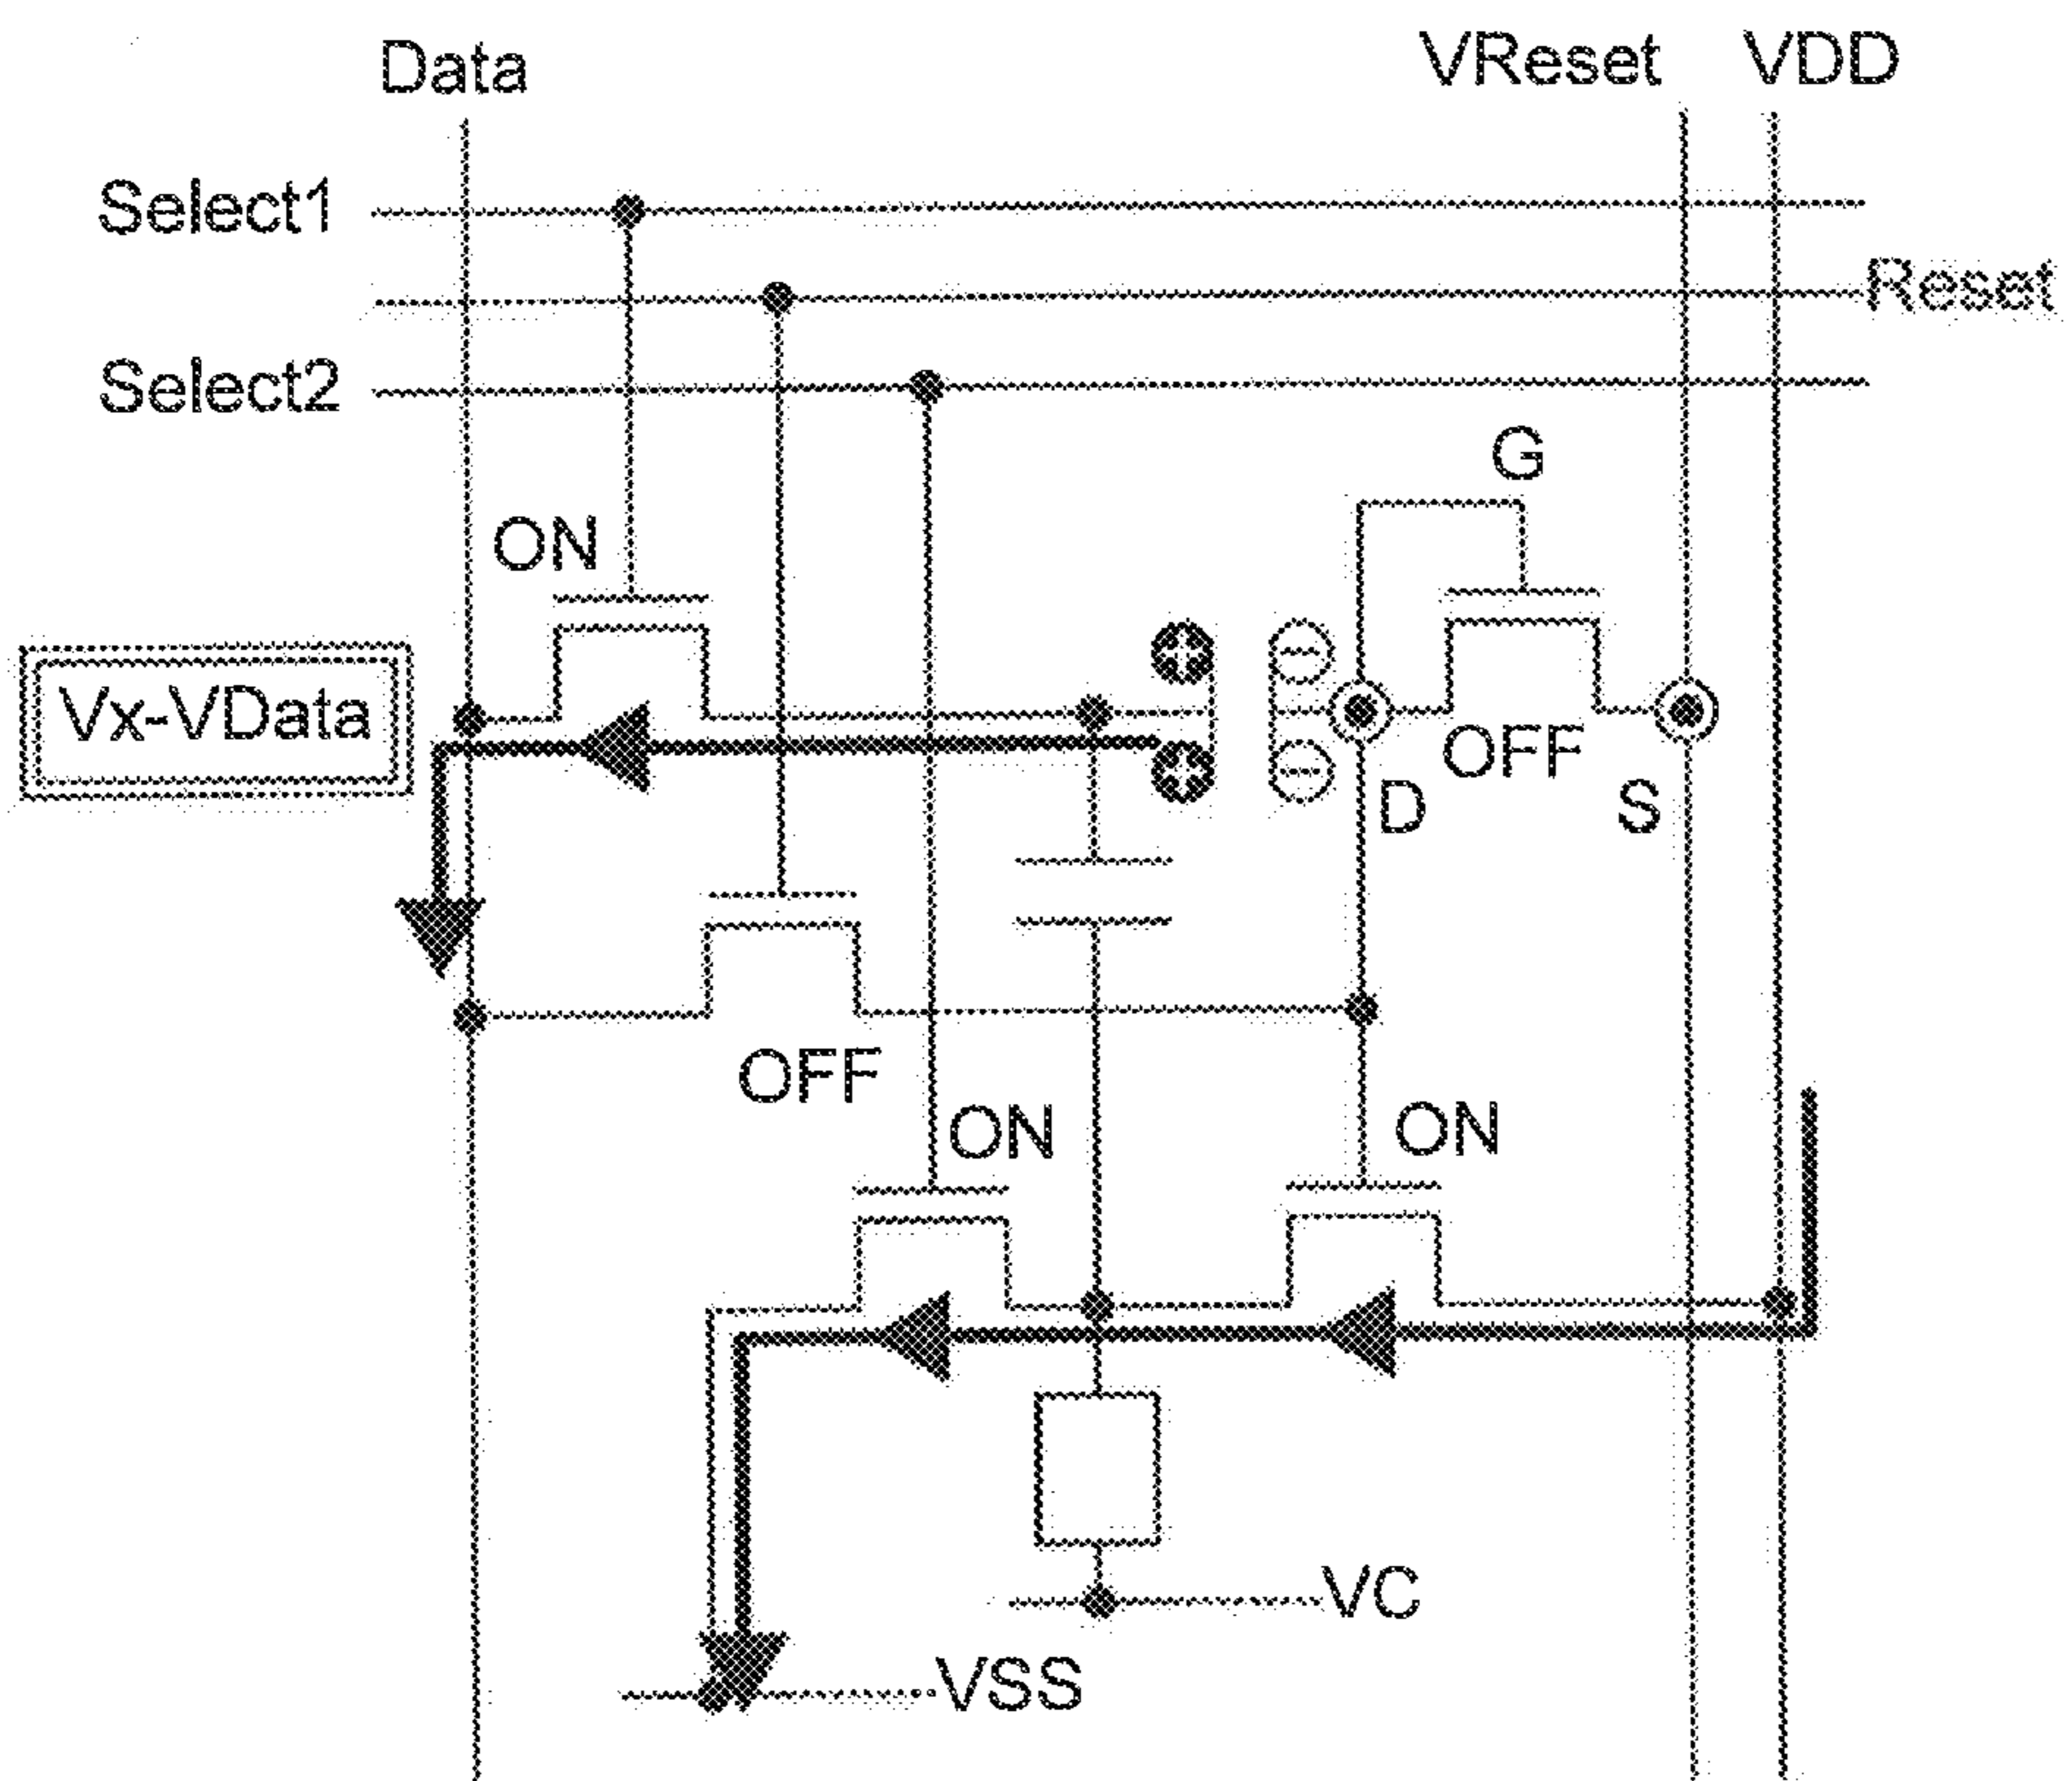 Data
VReset
VDD
Select1
Reset
Select2
G
ON
Vx-VData
OFF
D
S
OFF
ON
ON
VC
VSS